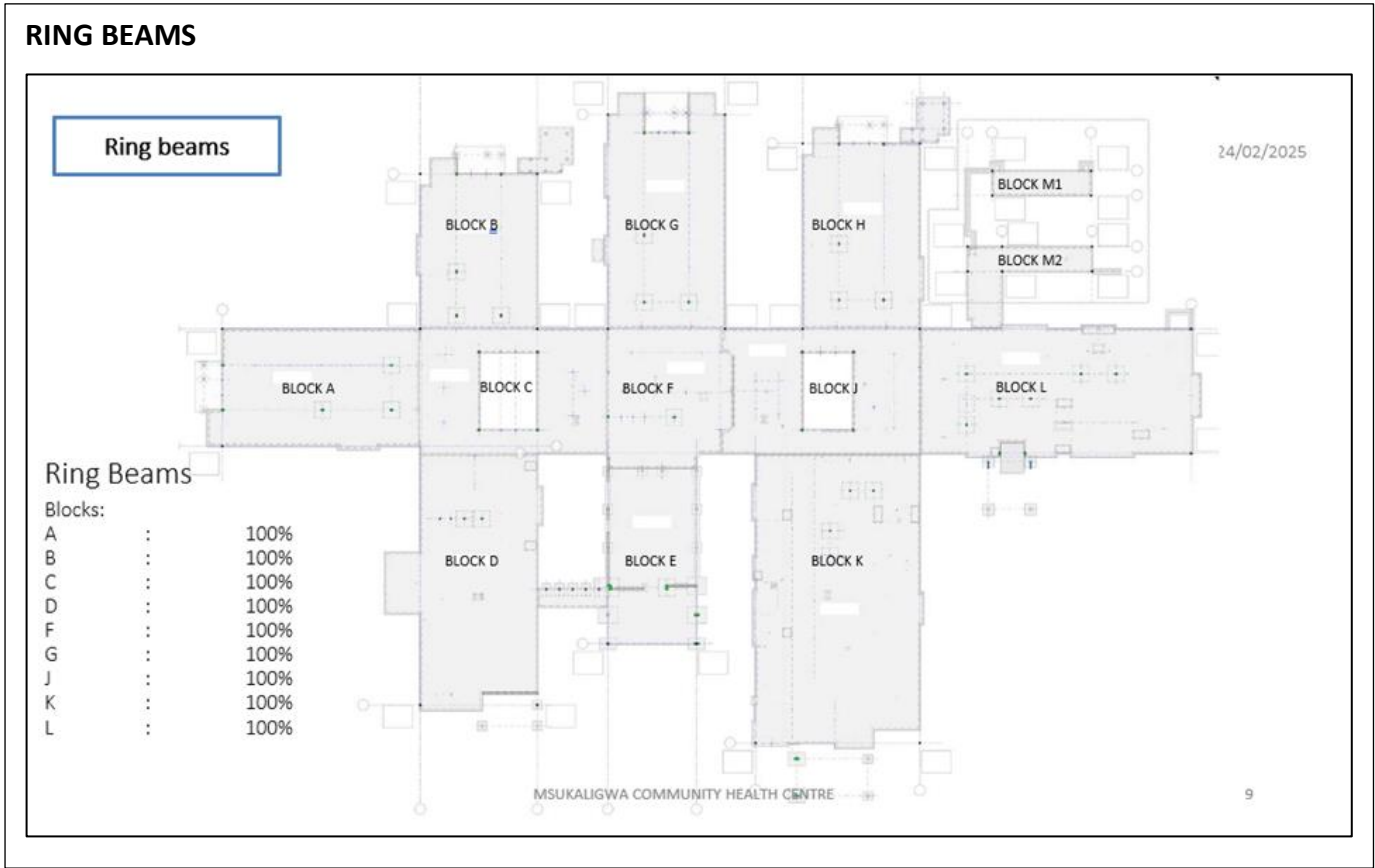 RING BEAMS
Ring beams
24/02/2025
BLOCK M1
BLOCK B
BLOCK G
BLOCK H
BLOCK M2
BLOCK A
BLOCK C
BLOCK F
BLOCK J
BLOCK L
Ring Beams
Blocks:
A : 100%
B : 100%
C : 100%
D : 100%
F : 100%
G : 100%
J : 100%
K : 100%
L : 100%
BLOCK D
BLOCK E
BLOCK K
MSUKALIGWA COMMUNITY HEALTH CENTRE
9